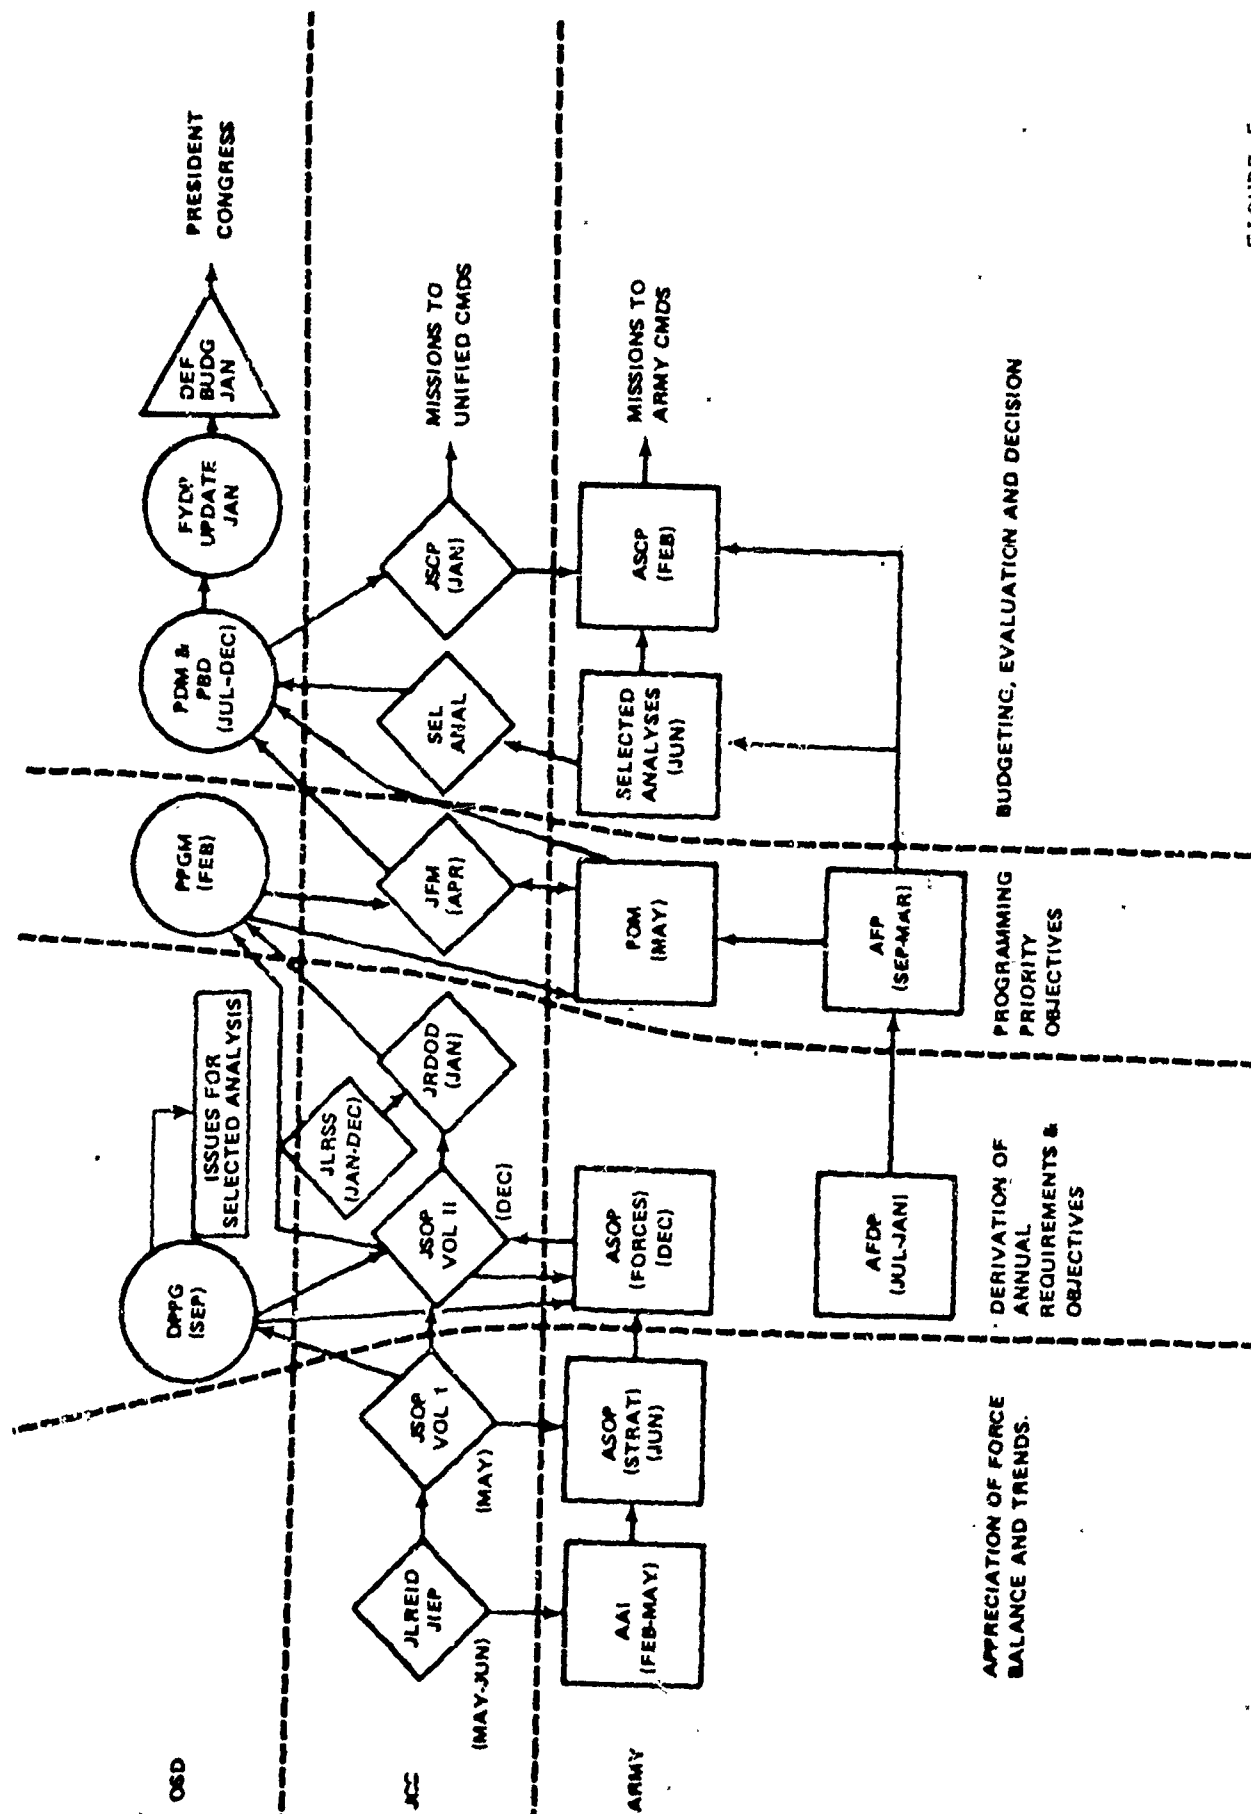 OSD
DPPG
(SEP)
ISSUES FOR
SELECTED ANALYSIS
PPGM
(FEB)
PDM &
PBD
(JUL-DEC)
FYDP
UPDATE
JAN
DEF
BUDG
JAN
PRESIDENT
CONGRESS
JCS
JLREID
JIEP
(MAY-JUN)
JSOP
VOL I
(MAY)
JSOP
VOL II
(DEC)
JLRSS
(JAN-DEC)
JRDOD
(JAN)
JFM
(APR)
SEL
ANAL
JSCP
(JAN)
MISSIONS TO
UNIFIED CMDS
ARMY
AAI
(FEB-MAY)
ASOP
(STRAT)
(JUN)
ASOP
(FORCES)
(DEC)
POM
(MAY)
SELECTED
ANALYSES
(JUN)
ASCP
(FEB)
MISSIONS TO
ARMY CMDS
AFDP
(JUL-JAN)
AFP
(SEP-MAR)
APPRECIATION OF FORCE
BALANCE AND TRENDS.
DERIVATION OF
ANNUAL
REQUIREMENTS &
OBJECTIVES
PROGRAMMING
PRIORITY
OBJECTIVES
BUDGETING, EVALUATION AND DECISION